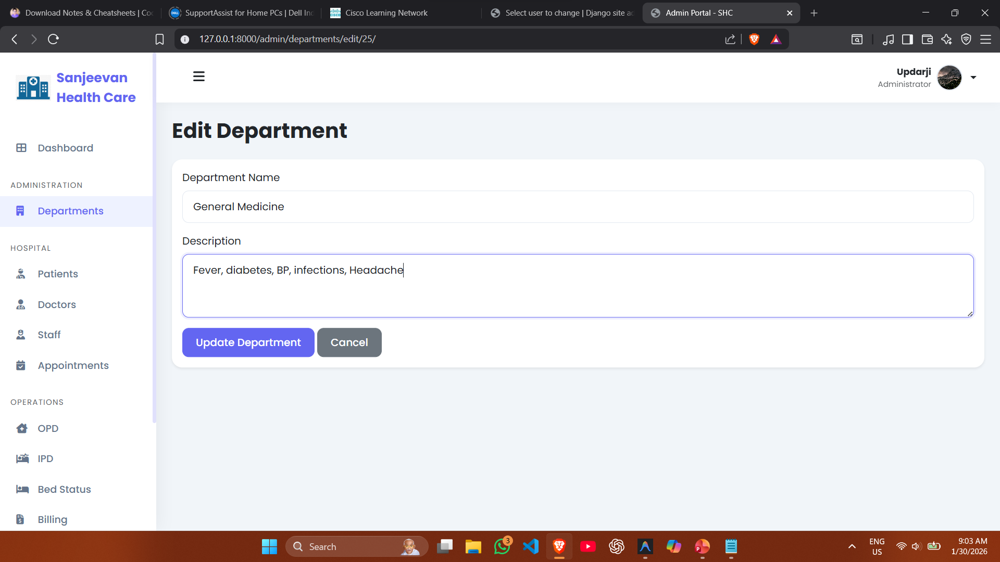 Download Notes & Cheatsheets | Co
SupportAssist for Home PCs | Dell Ind
Cisco Learning Network
Select user to change | Django site ad
Admin Portal - SHC
127.0.0.1:8000/admin/departments/edit/25/
Sanjeevan
Health Care
Updarji
Administrator
Edit Department
Dashboard
ADMINISTRATION
Departments
Department Name
General Medicine
Description
Fever, diabetes, BP, infections, Headache
Update Department
Cancel
HOSPITAL
Patients
Doctors
Staff
Appointments
OPERATIONS
OPD
IPD
Bed Status
Billing
Search
3
ENG
US
9:03 AM
1/30/2026